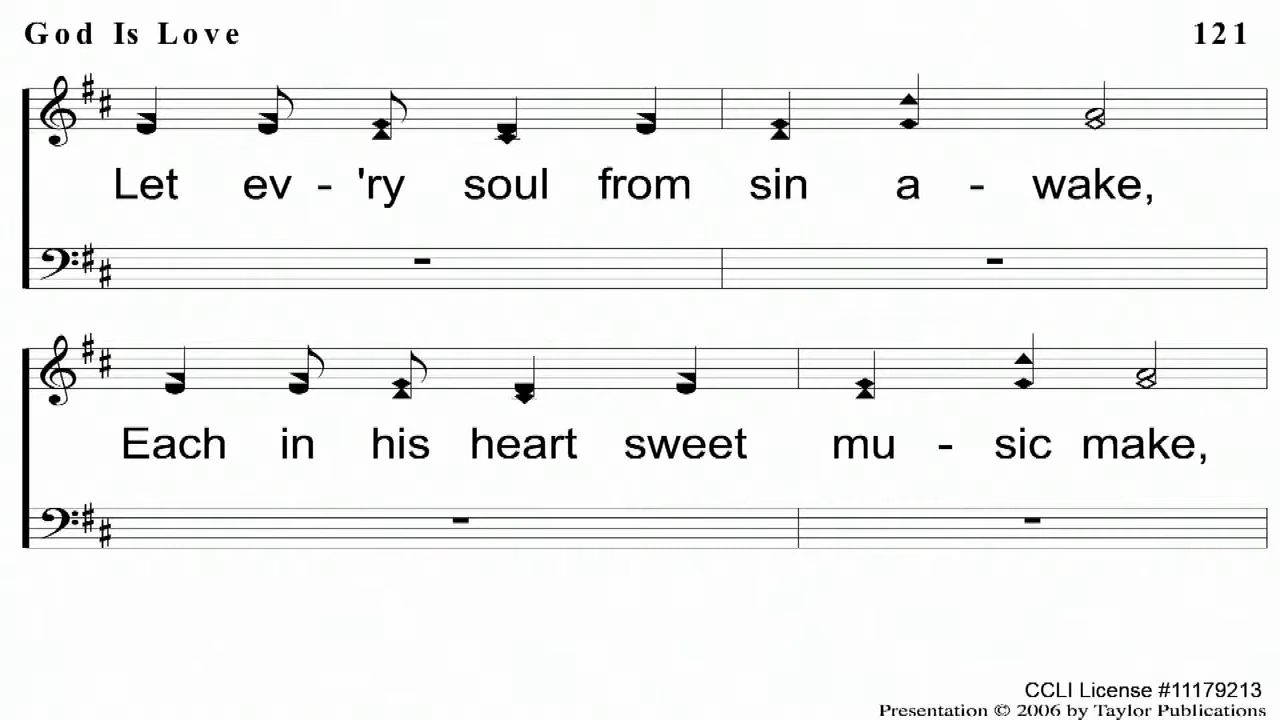 God Is Love 121
Let ev - 'ry soul from sin a - wake,
Each in his heart sweet mu - sic make,
CCLI License #11179213
Presentation © 2006 by Taylor Publications